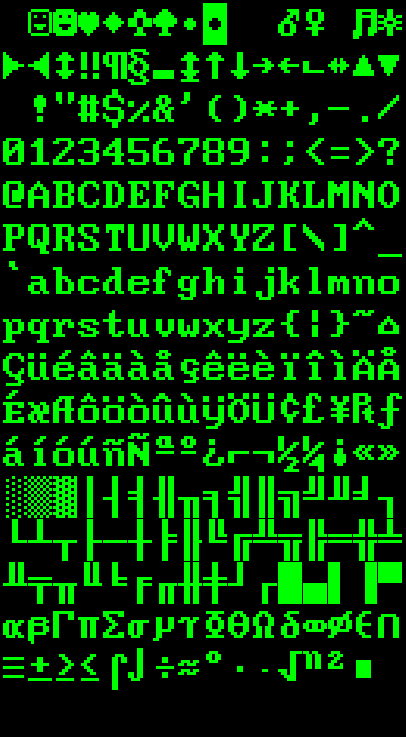 ☺☻♥♦♣♠•◘  ♂♀ ♫☼
►◄↕‼¶§▬↨↑↓→←∟↔▲▼
!"#$%&'()*+,-./
0123456789:;<=>?
@ABCDEFGHIJKLMNO
PQRSTUVWXYZ[\]^_
`abcdefghijklmno
pqrstuvwxyz{¦}~⌂
ÇüéâäàåçêëèïîìÄÅ
ÉæÆôöòûùÿÖÜ¢£¥₧ƒ
áíóúñÑªº¿⌐¬½¼¡«»
░▒▓│┤╡╢╖╕╣║╗╝╜╛┐
└┴┬├─┼╞╟╚╔╩╦╠═╬╧
╨╤╥╙╘╒╓╫╪┘┌█▄▌▐▀
αßΓπΣσµτΦΘΩδ∞φε∩
≡±≥≤⌠⌡÷≈°∙·√ⁿ²■